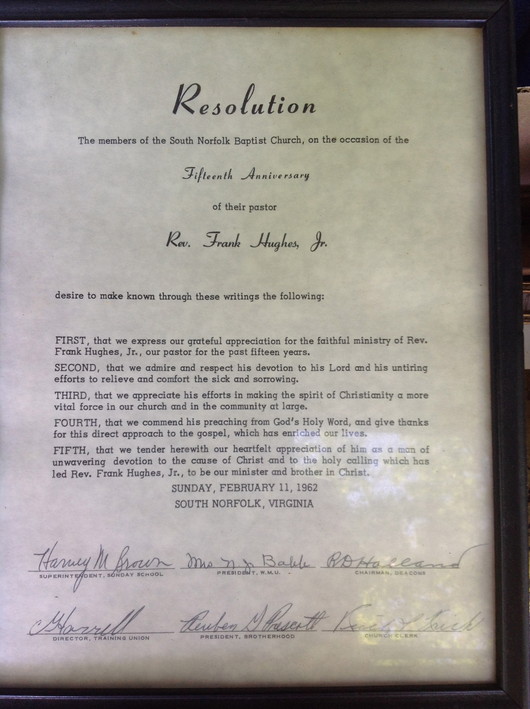 Resolution
The members of the South Norfolk Baptist Church, on the occasion of the
Fifteenth Anniversary
of their pastor
Rev. Frank Hughes, Jr.
desire to make known through these writings the following:
FIRST, that we express our grateful appreciation for the faithful ministry of Rev.
Frank Hughes, Jr., our pastor for the past fifteen years.
SECOND, that we admire and respect his devotion to his Lord and his untiring
efforts to relieve and comfort the sick and sorrowing.
THIRD, that we appreciate his efforts in making the spirit of Christianity a more
vital force in our church and in the community at large.
FOURTH, that we commend his preaching from God's Holy Word, and give thanks
for this direct approach to the gospel, which has enriched our lives.
FIFTH, that we tender herewith our heartfelt appreciation of him as a man of
unwavering devotion to the cause of Christ and to the holy calling which has
led Rev. Frank Hughes, Jr., to be our minister and brother in Christ.
SUNDAY, FEBRUARY 11, 1962
SOUTH NORFOLK, VIRGINIA
Harvey M Brown Mrs R D Holland
SUPERINTENDENT, SUNDAY SCHOOL PRESIDENT, W.M.U. CHAIRMAN, DEACONS
Harrell Reuben G Prescott
DIRECTOR, TRAINING UNION PRESIDENT, BROTHERHOOD CHURCH CLERK